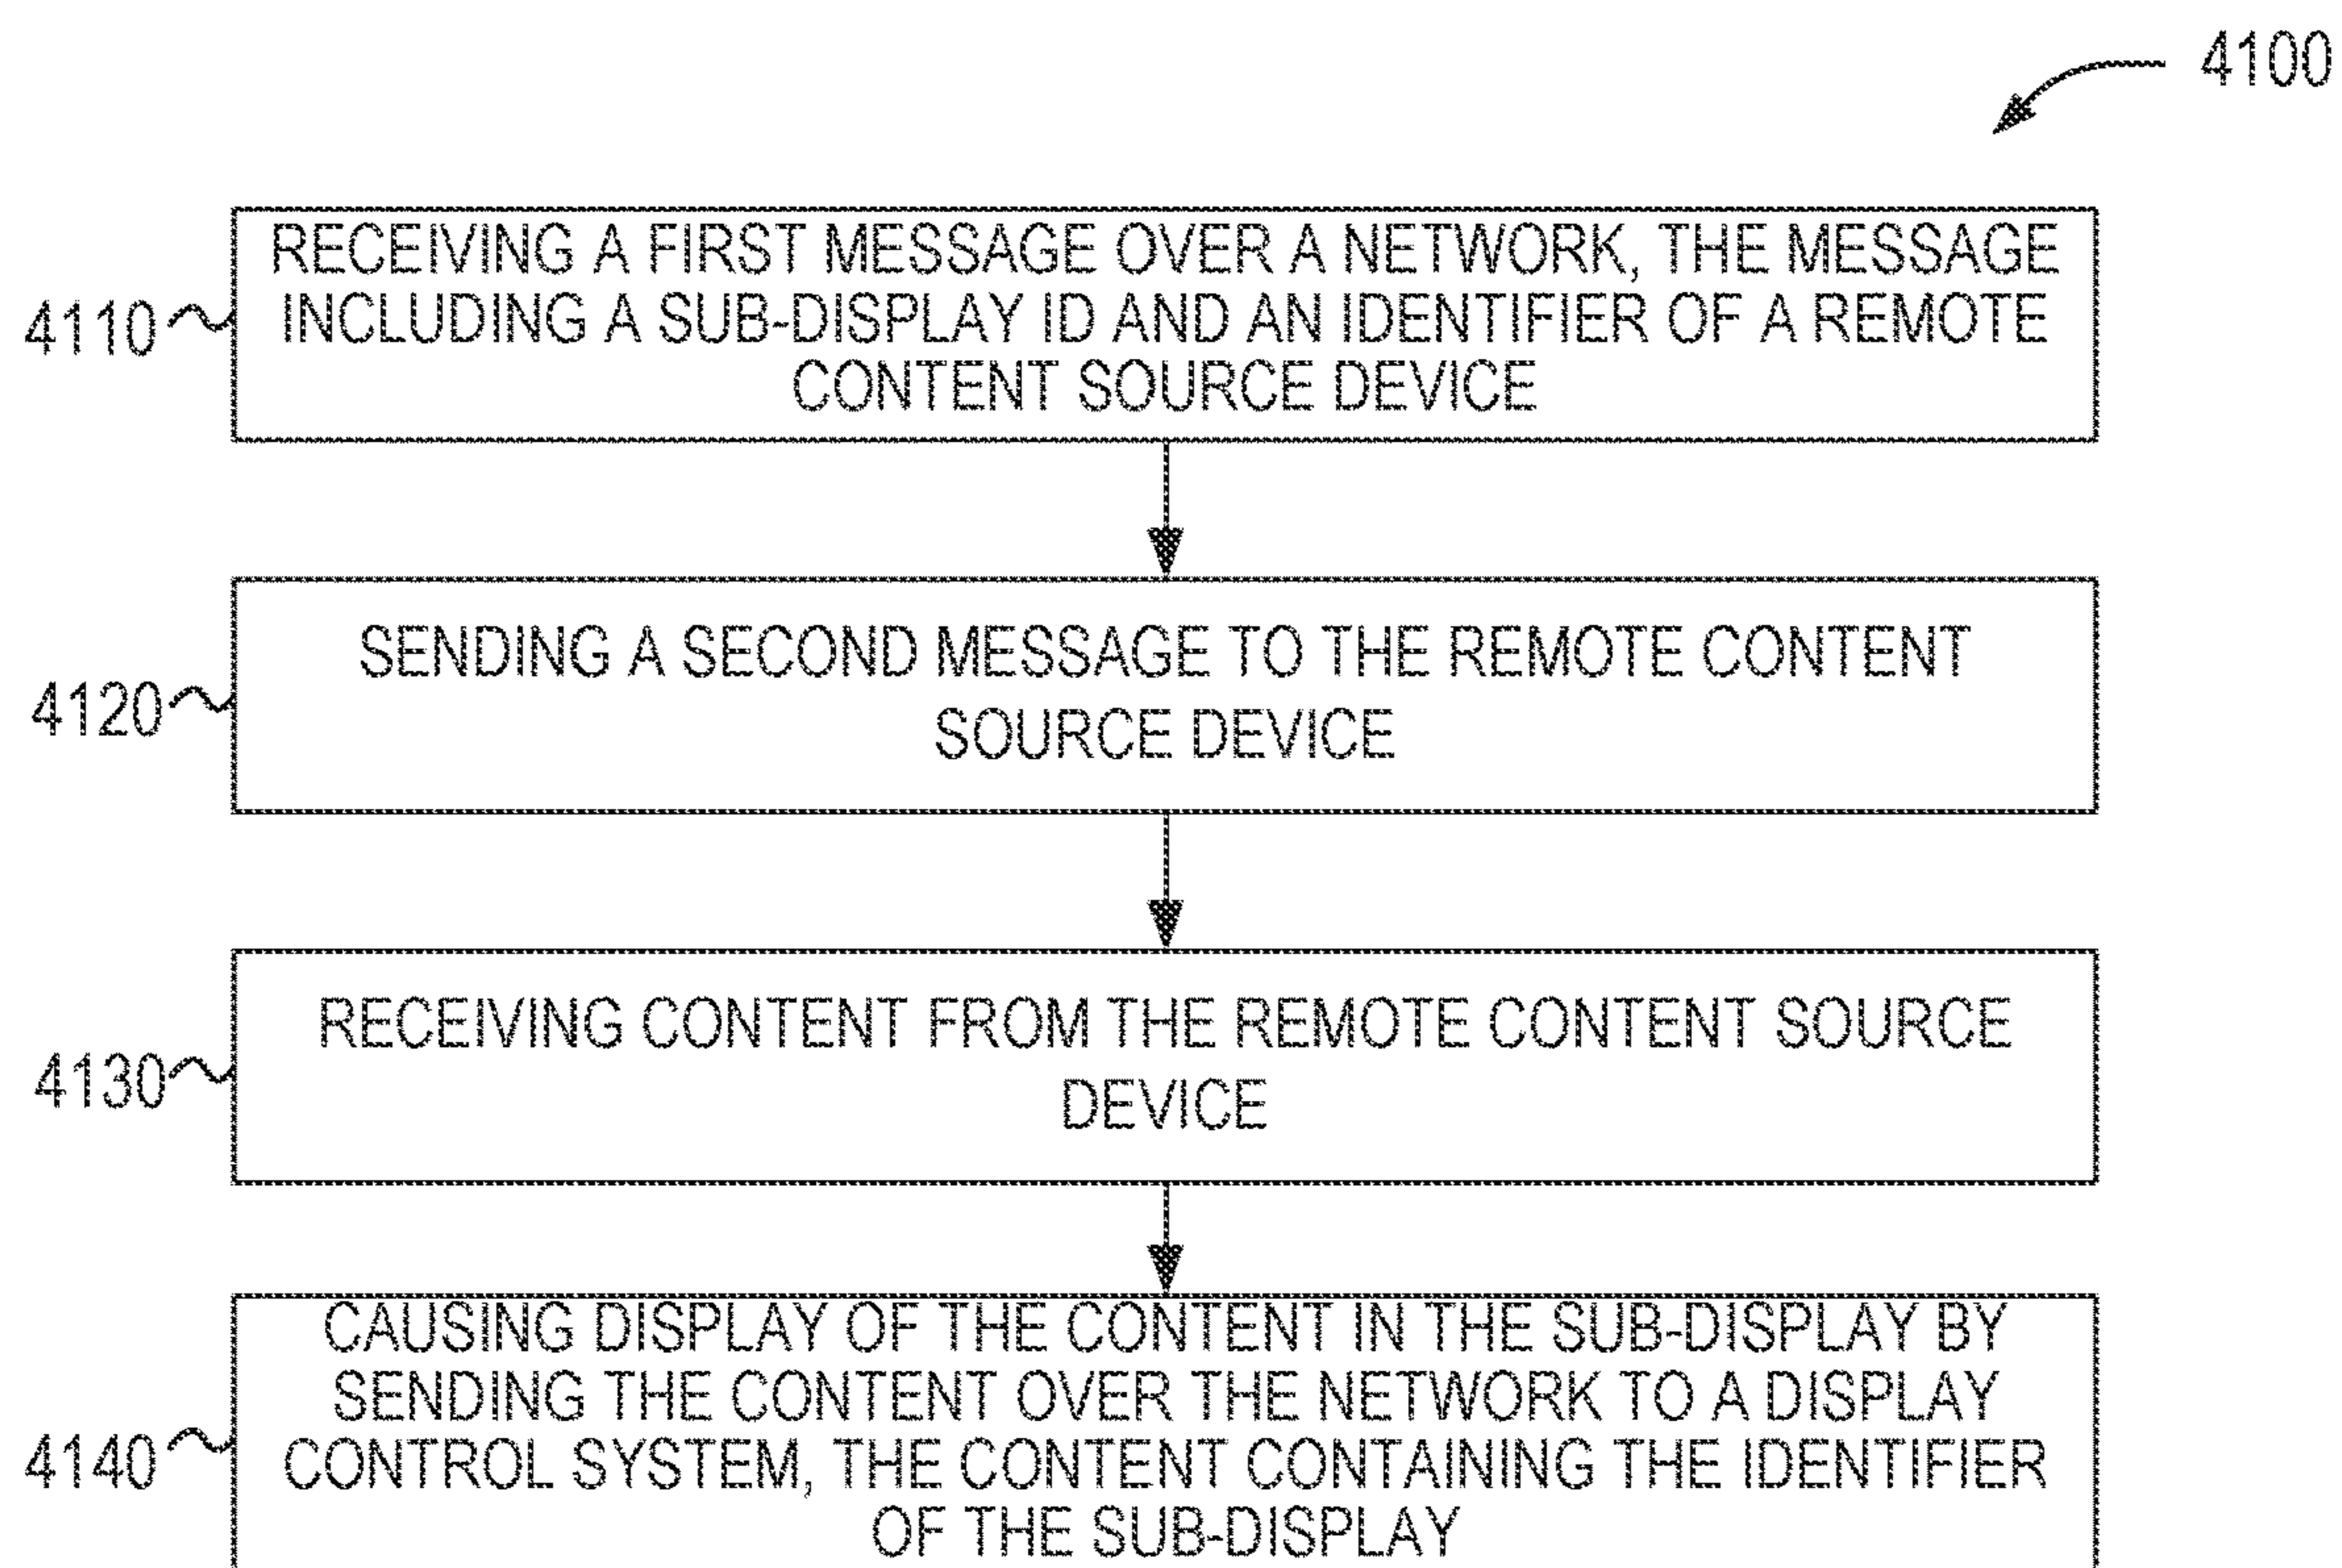 4100
RECEIVING A FIRST MESSAGE OVER A NETWORK, THE MESSAGE
INCLUDING A SUB-DISPLAY ID AND AN IDENTIFIER OF A REMOTE
CONTENT SOURCE DEVICE
4110
SENDING A SECOND MESSAGE TO THE REMOTE CONTENT
SOURCE DEVICE
4120
RECEIVING CONTENT FROM THE REMOTE CONTENT SOURCE
DEVICE
4130
CAUSING DISPLAY OF THE CONTENT IN THE SUB-DISPLAY BY
SENDING THE CONTENT OVER THE NETWORK TO A DISPLAY
CONTROL SYSTEM, THE CONTENT CONTAINING THE IDENTIFIER
OF THE SUB-DISPLAY
4140